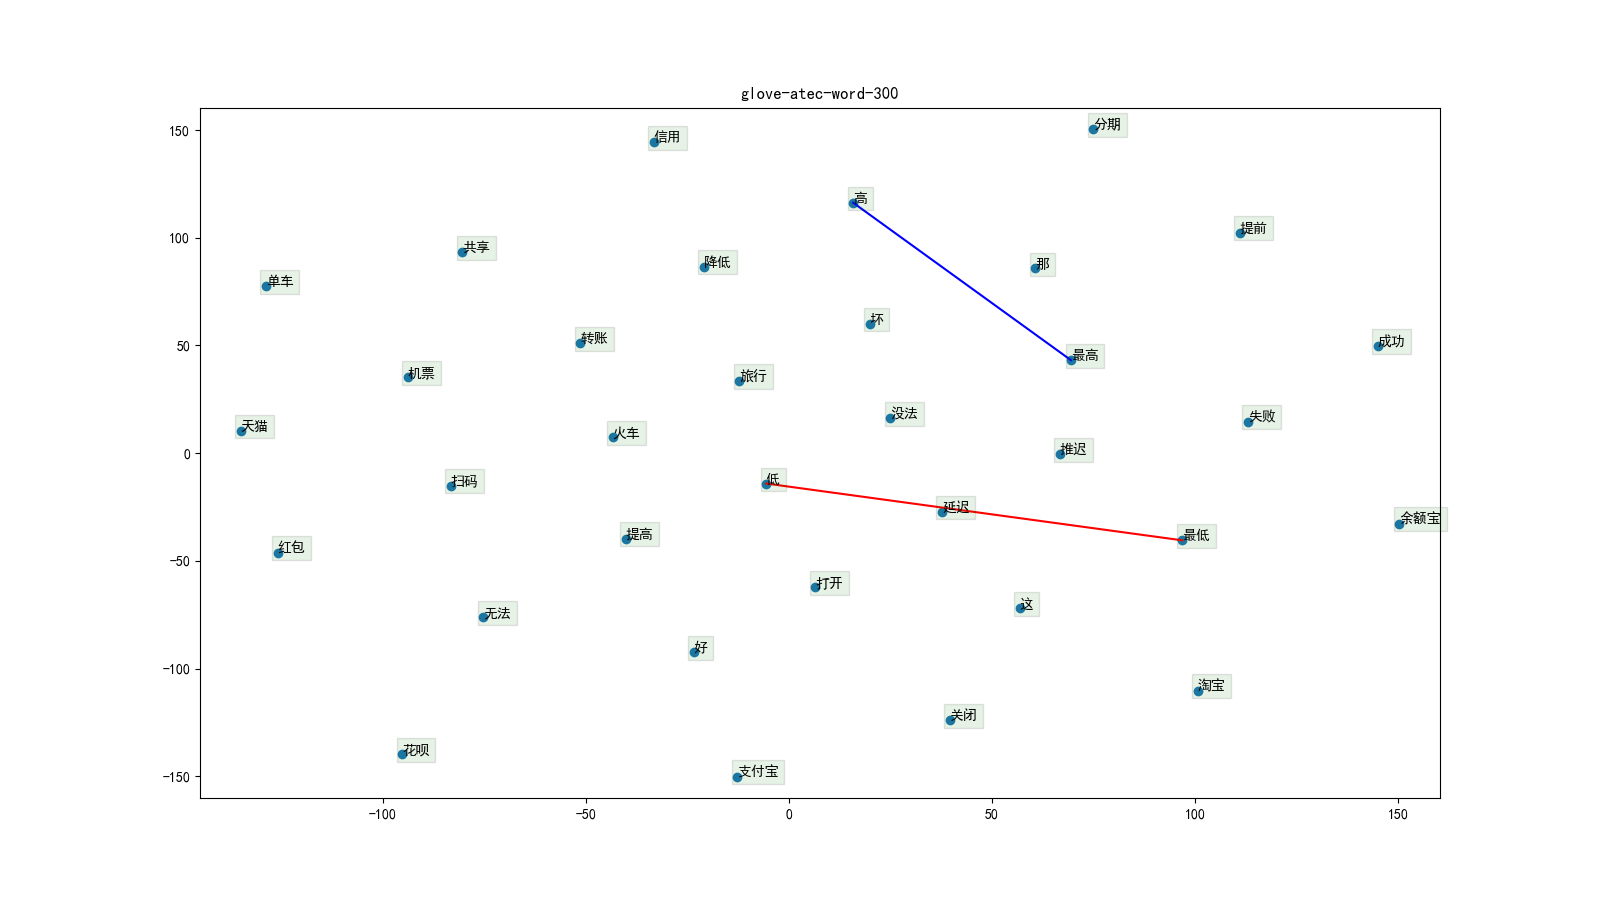 glove-atec-word-300
150
100
50
0
-50
-100
-150
信用
分期
高
提前
共享
降低
那
单车
坏
转账
成功
最高
机票
旅行
没法
失败
天猫
火车
推迟
扫码
低
延迟
余额宝
提高
最低
红包
打开
无法
这
好
淘宝
关闭
花呗
支付宝
-100
-50
0
50
100
150